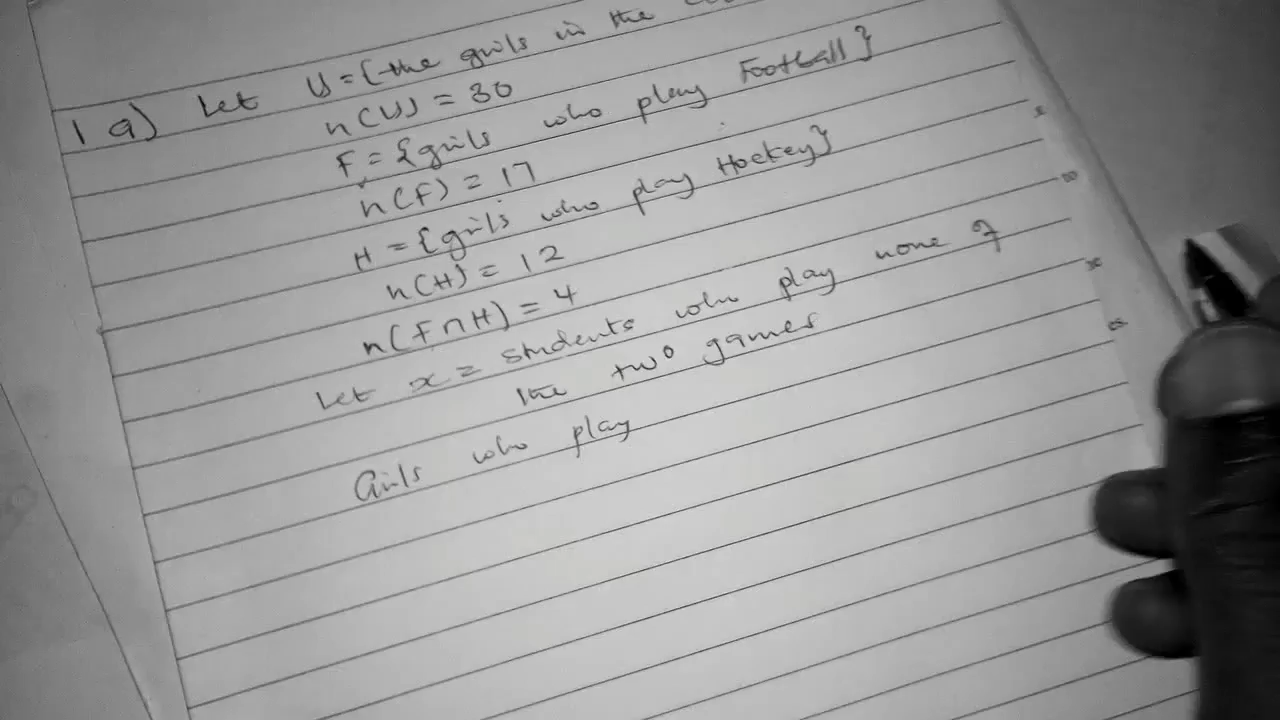 1 a) Let U = {the girls in the
n(U) = 30
F = {girls who play Football}
n(F) = 17
H = {girls who play Hockey}
n(H) = 12
n(F∩H) = 4
Let x = students who play none of
the two games
Girls who play